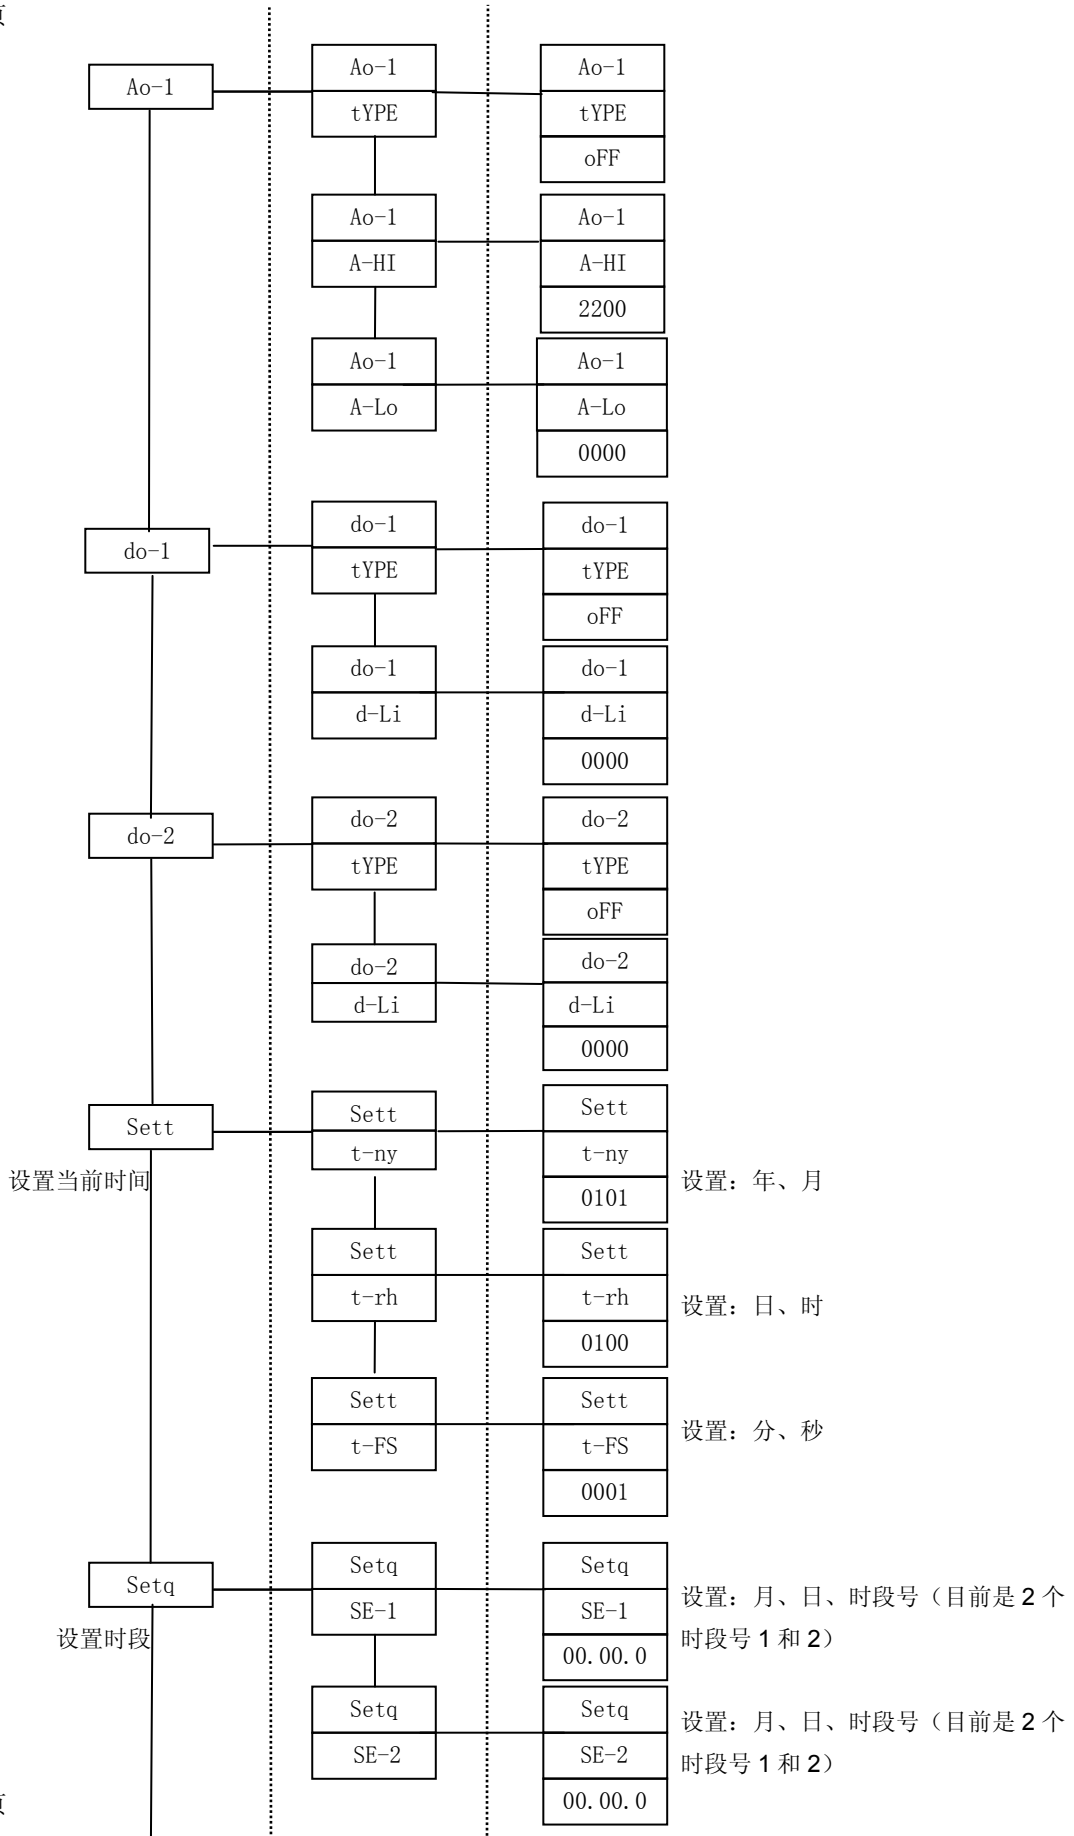 Ao-1
Ao-1
tYPE
Ao-1
tYPE
oFF
Ao-1
A-HI
Ao-1
A-HI
2200
Ao-1
A-Lo
Ao-1
A-Lo
0000
do-1
do-1
tYPE
do-1
tYPE
oFF
do-1
d-Li
do-1
d-Li
0000
do-2
do-2
tYPE
do-2
tYPE
oFF
do-2
d-Li
do-2
d-Li
0000
Sett
设置当前时间
Sett
t-ny
Sett
t-ny
0101
设置：年、月
Sett
t-rh
Sett
t-rh
0100
设置：日、时
Sett
t-FS
Sett
t-FS
0001
设置：分、秒
Setq
设置时段
Setq
SE-1
Setq
SE-1
00.00.0
设置：月、日、时段号（目前是 2 个
时段号 1 和 2）
Setq
SE-2
Setq
SE-2
00.00.0
设置：月、日、时段号（目前是 2 个
时段号 1 和 2）